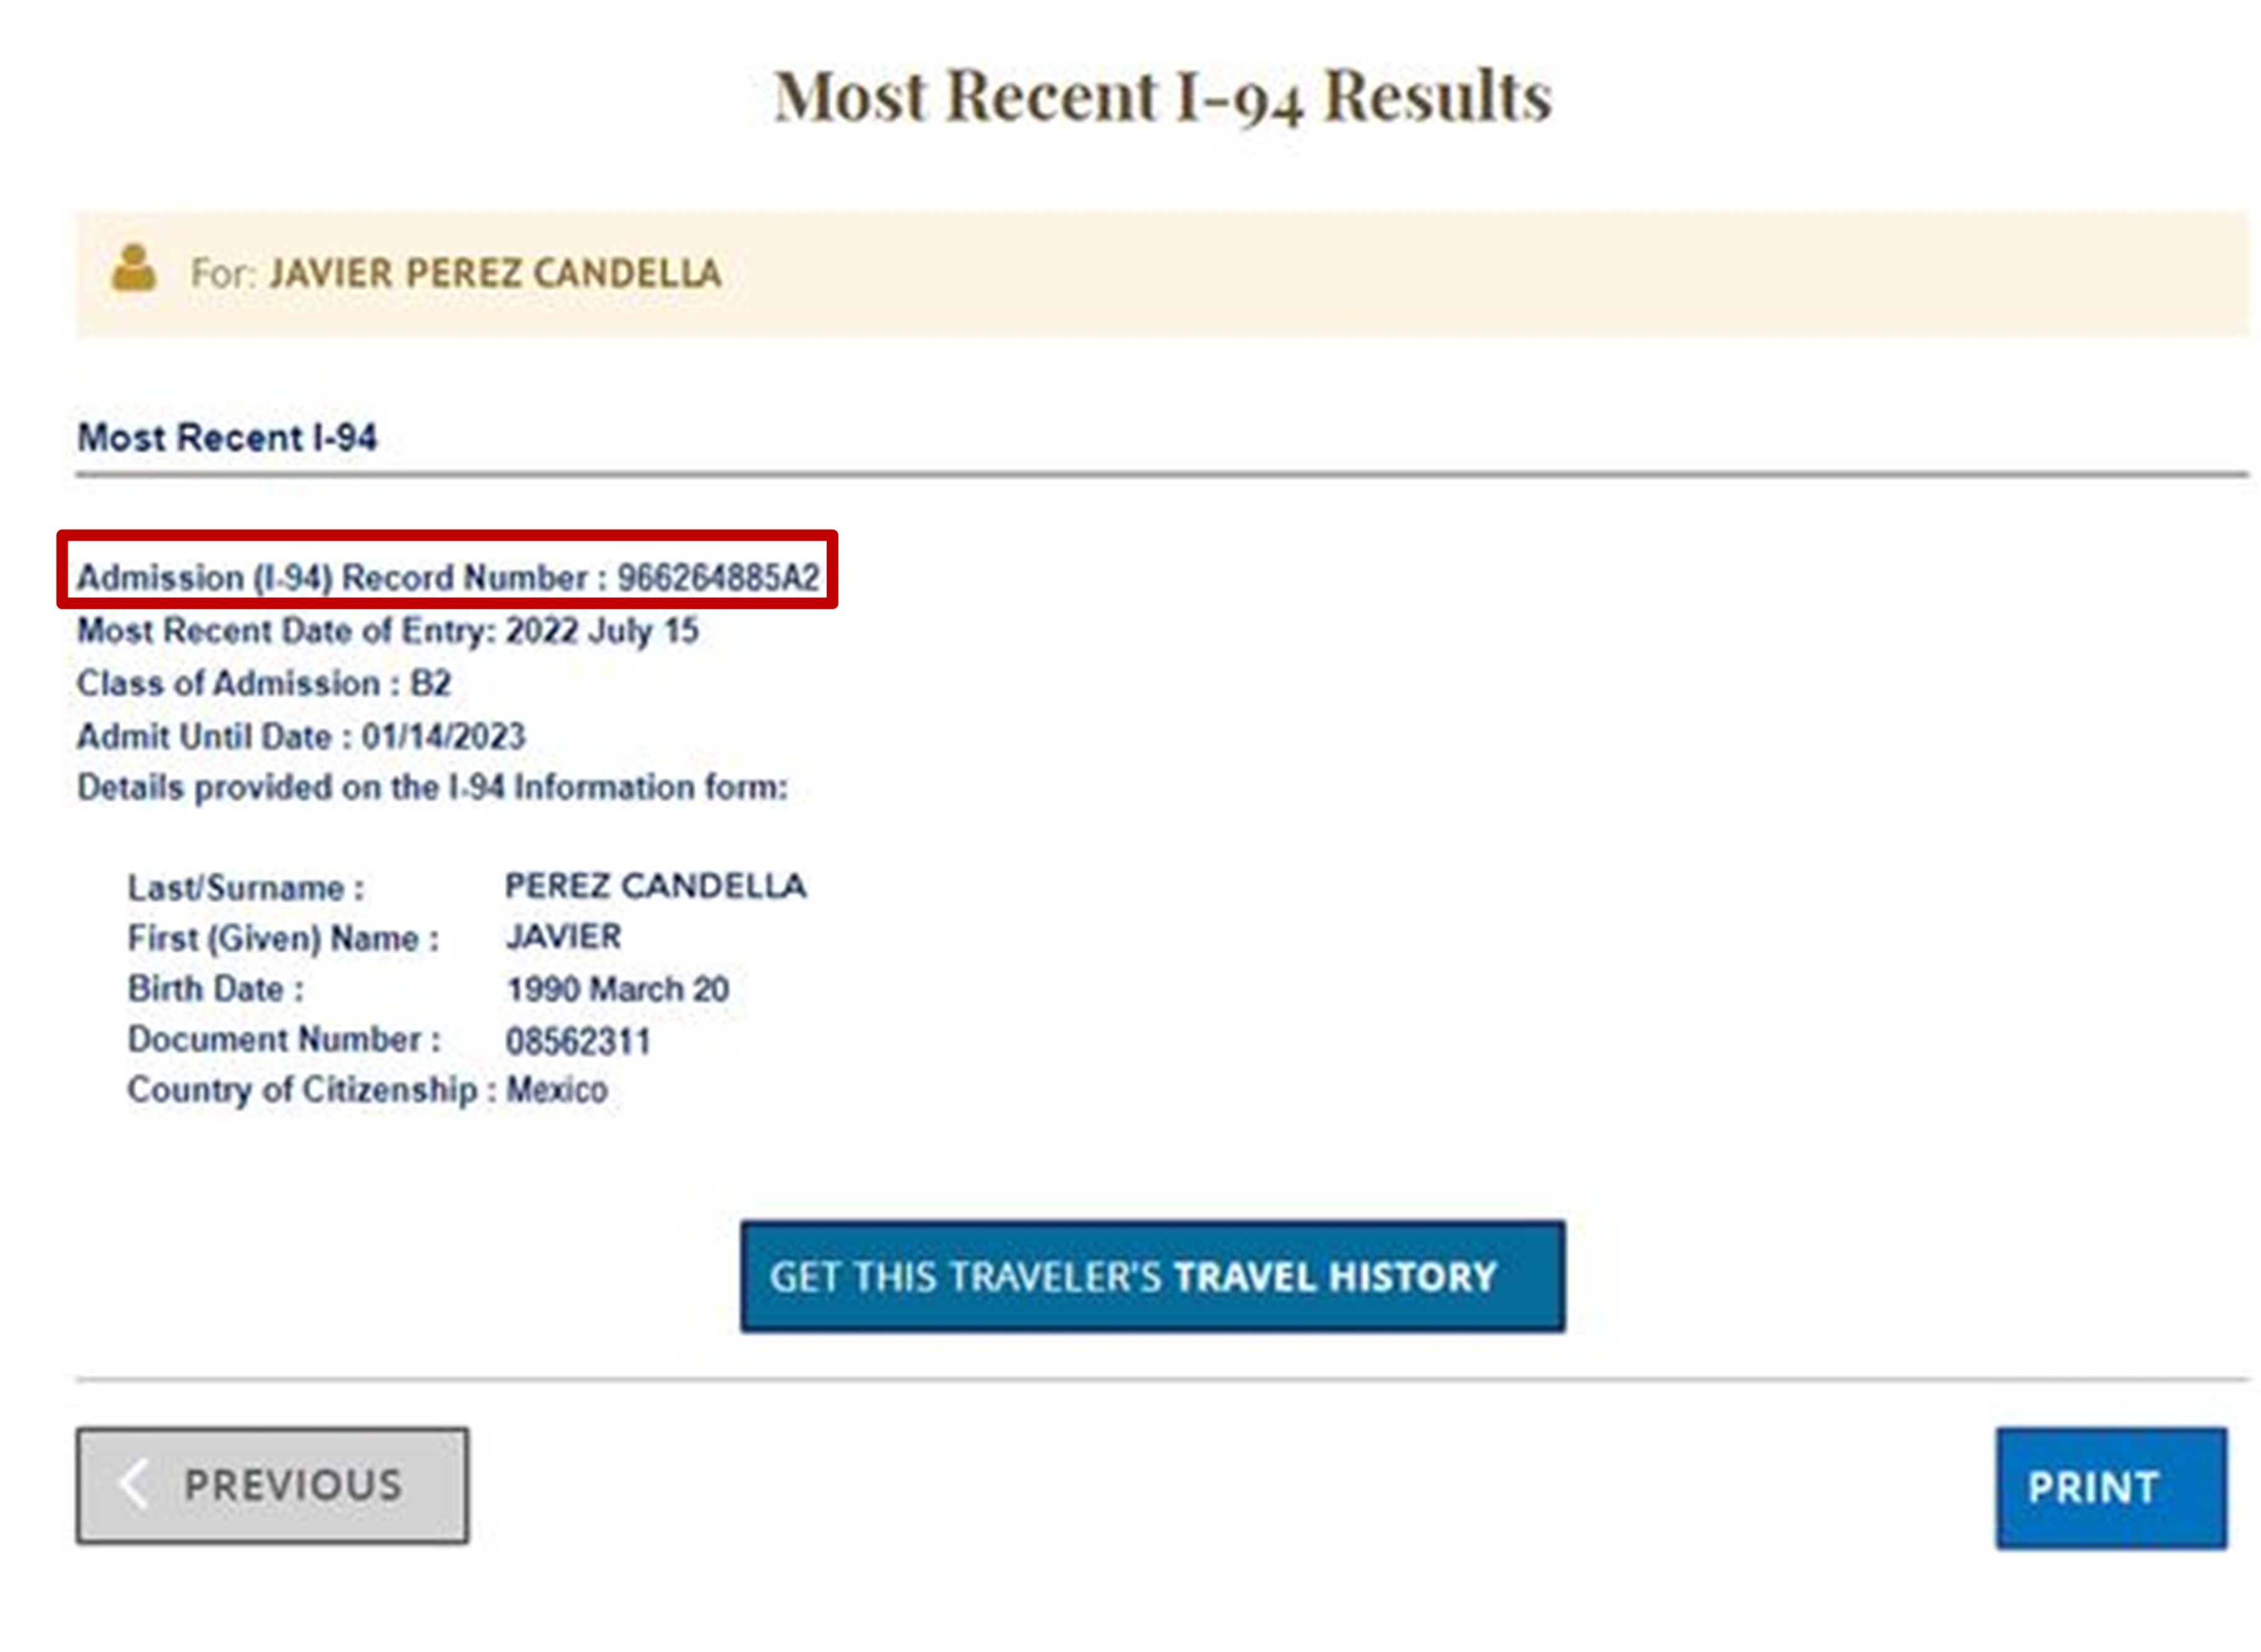 Most Recent I-94 Results
For: JAVIER PEREZ CANDELLA
Most Recent I-94
Admission (I-94) Record Number : 966264885A2
Most Recent Date of Entry: 2022 July 15
Class of Admission : B2
Admit Until Date : 01/14/2023
Details provided on the I-94 Information form:
Last/Surname : PEREZ CANDELLA
First (Given) Name : JAVIER
Birth Date : 1990 March 20
Document Number : 08562311
Country of Citizenship : Mexico
GET THIS TRAVELER'S TRAVEL HISTORY
PREVIOUS
PRINT